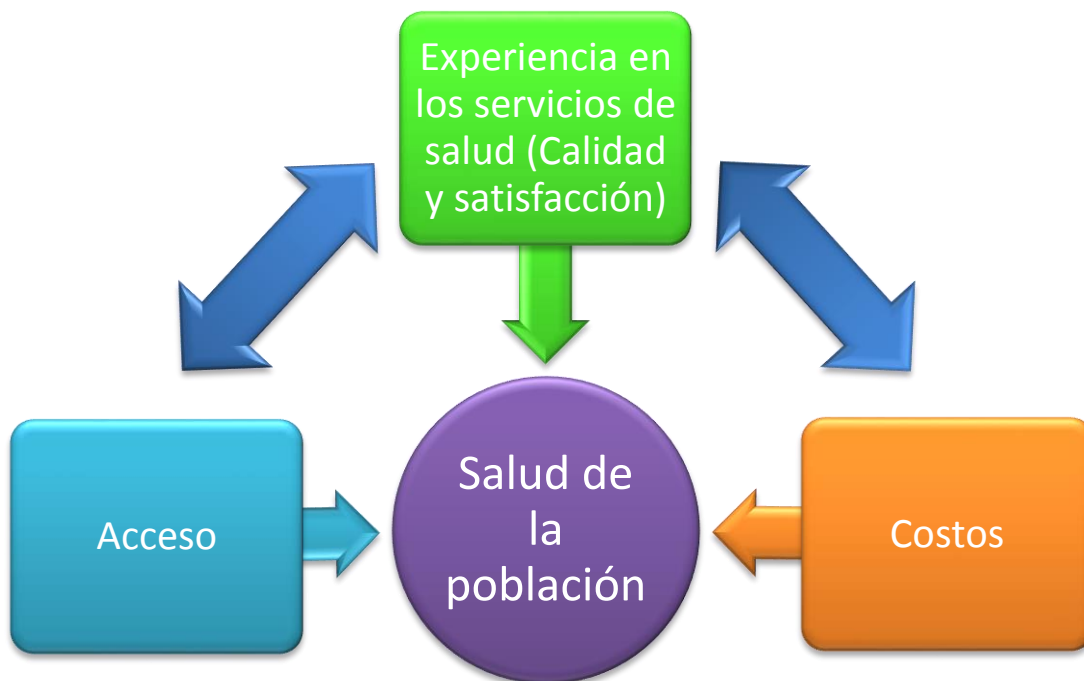 Experiencia en
los servicios de
salud (Calidad
y satisfacción)
Acceso
Salud de
la
población
Costos